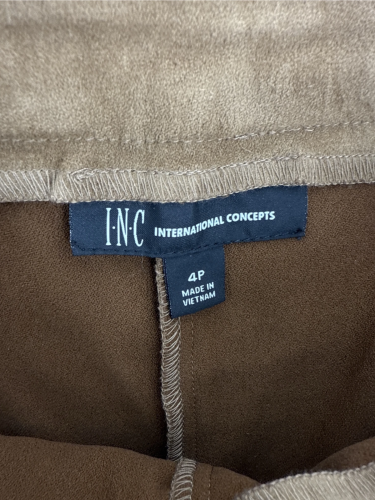 I·N·C INTERNATIONAL CONCEPTS
4P
MADE IN
VIETNAM